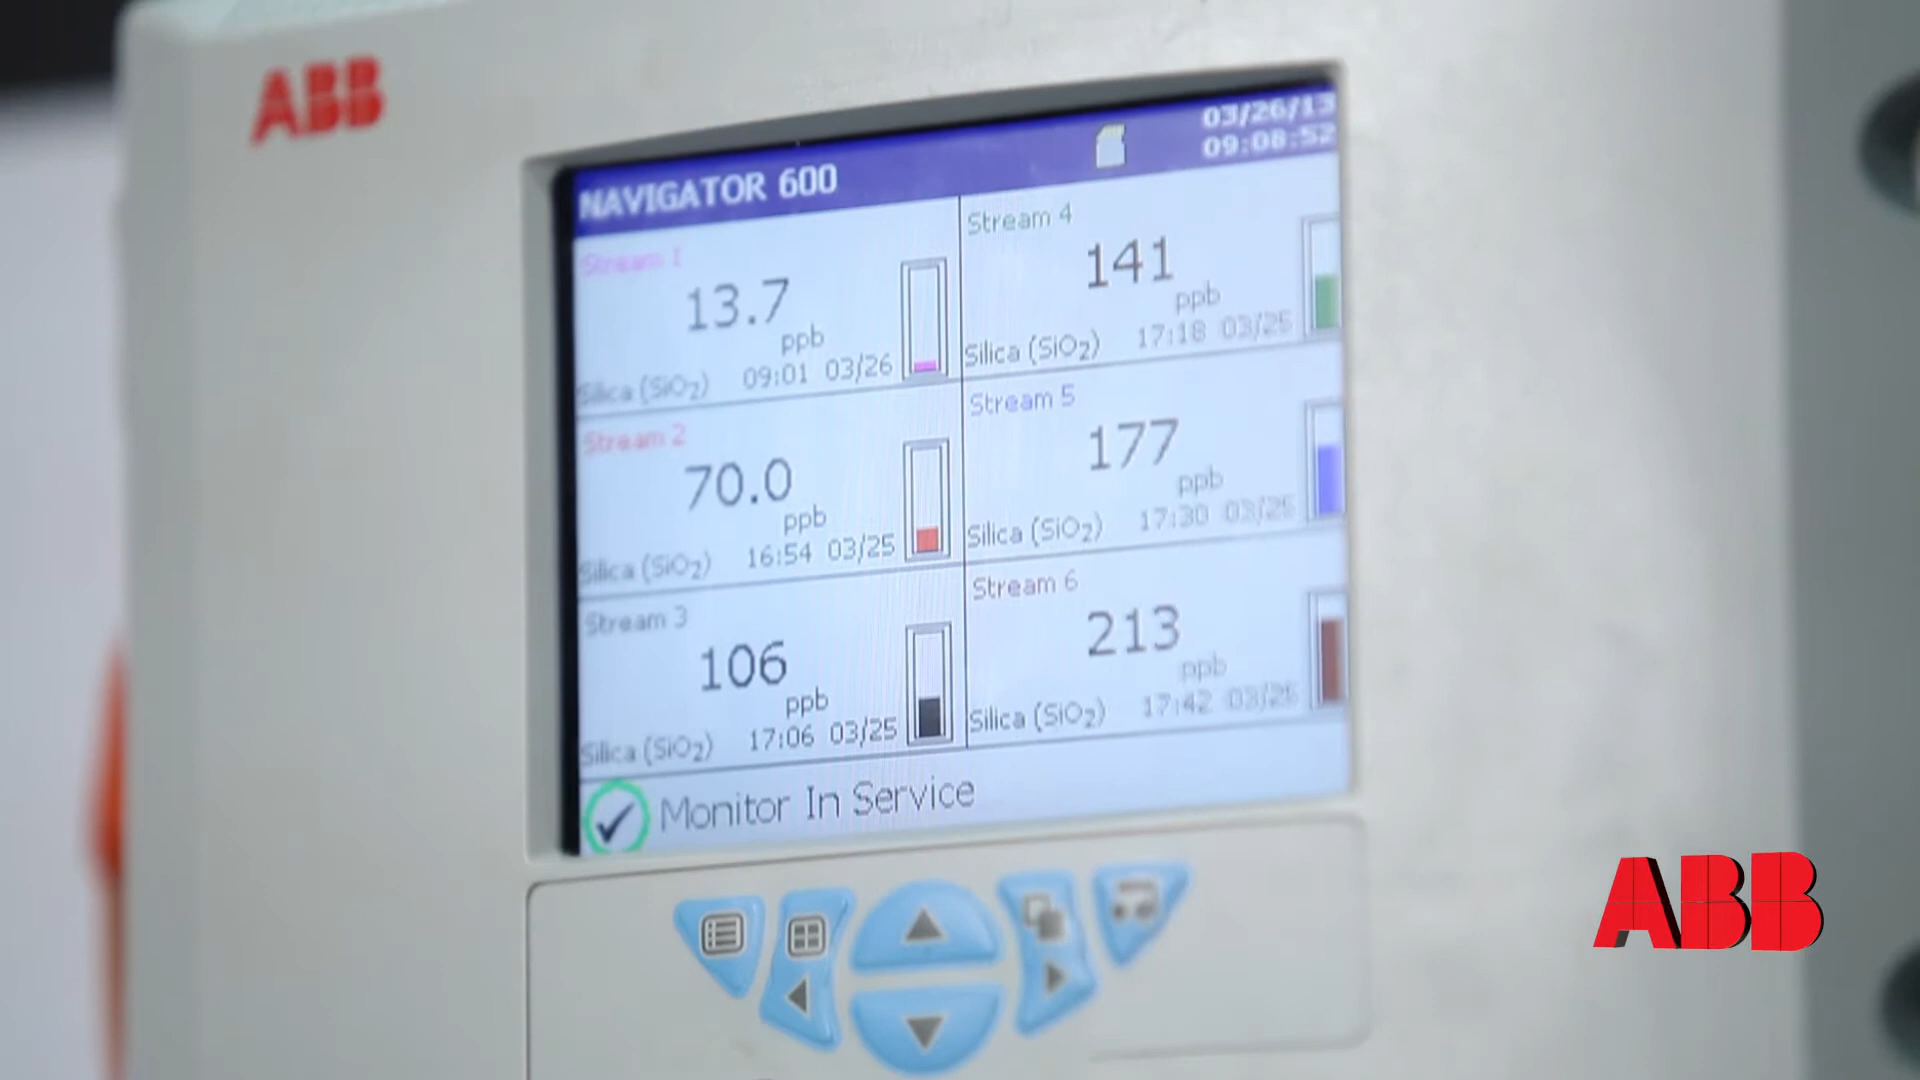 ABB
NAVIGATOR 600
03/26/13
09:08:52
Stream 1
13.7
ppb
Silica (SiO2) 09:01 03/26
Stream 2
70.0
ppb
Silica (SiO2) 16:54 03/25
Stream 3
106
ppb
Silica (SiO2) 17:06 03/25
Stream 4
141
ppb
Silica (SiO2) 17:18 03/25
Stream 5
177
ppb
Silica (SiO2) 17:30 03/25
Stream 6
213
ppb
Silica (SiO2) 17:42 03/25
Monitor In Service
ABB